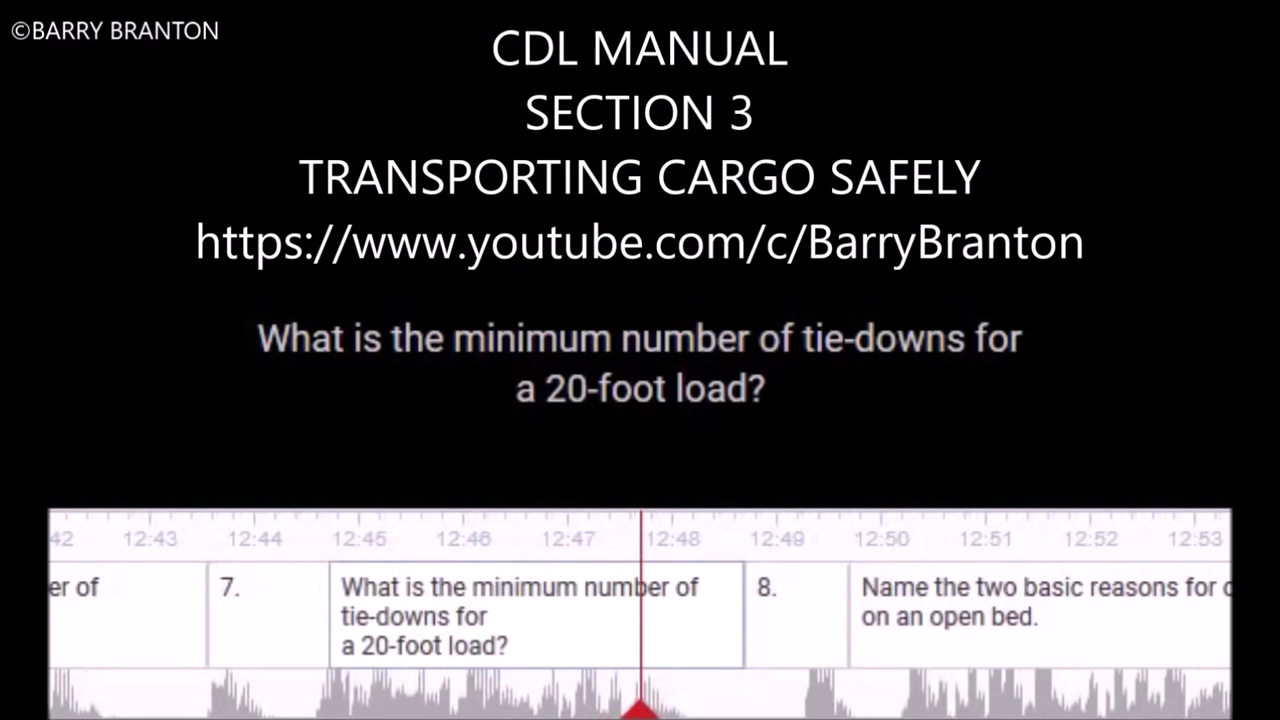 ©BARRY BRANTON
CDL MANUAL
SECTION 3
TRANSPORTING CARGO SAFELY
https://www.youtube.com/c/BarryBranton
What is the minimum number of tie-downs for
a 20-foot load?
42 12:43 12:44 12:45 12:46 12:47 12:48 12:49 12:50 12:51 12:52 12:53
er of
7.
What is the minimum number of
tie-downs for
a 20-foot load?
8.
Name the two basic reasons for
on an open bed.